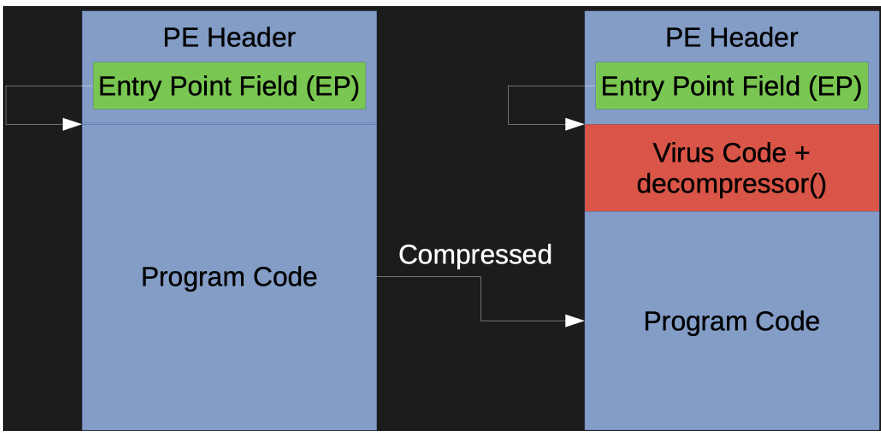 PE Header
Entry Point Field (EP)
Program Code
Compressed
PE Header
Entry Point Field (EP)
Virus Code +
decompressor()
Program Code